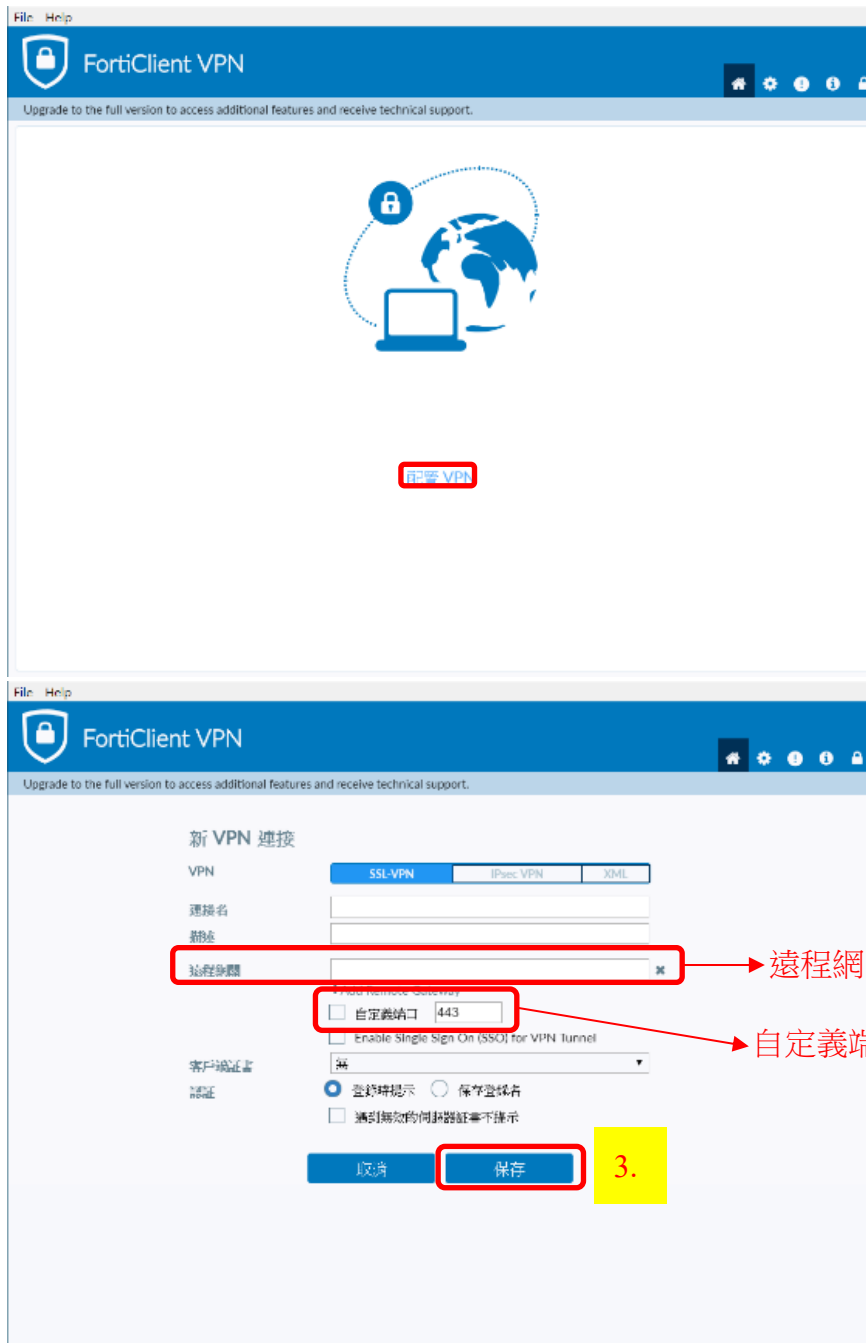 File Help
FortiClient VPN
Upgrade to the full version to access additional features and receive technical support.
配置 VPN
File Help
FortiClient VPN
Upgrade to the full version to access additional features and receive technical support.
新 VPN 連接
VPN SSL-VPN IPsec VPN XML
連接名
描述
遠程網關 遠程網
+Add Remote Gateway
自定義端口 443
Enable Single Sign On (SSO) for VPN Tunnel
自定義端
客戶端証書 無
認証 登錄時提示 保存登錄名
遇到無效的伺服器証書不提示
取消 保存 3.